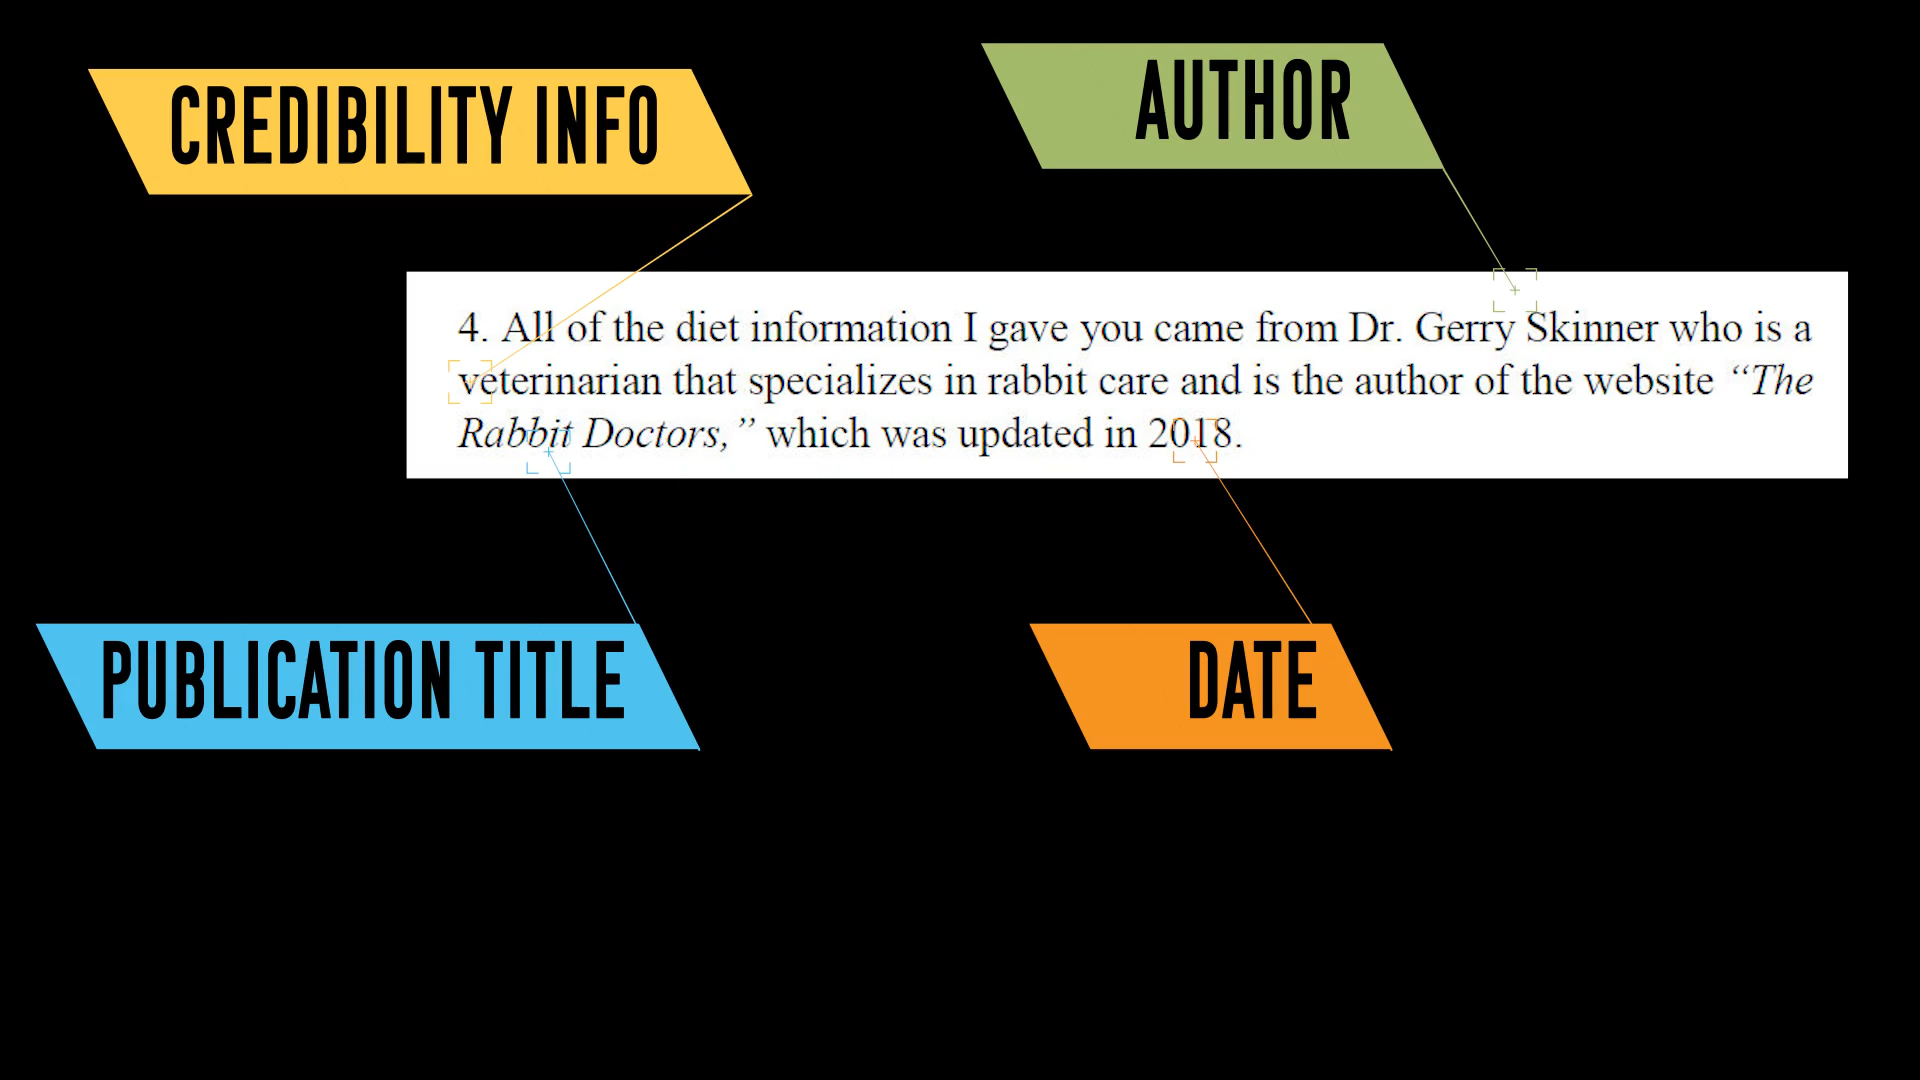 CREDIBILITY INFO
AUTHOR
4. All of the diet information I gave you came from Dr. Gerry Skinner who is a
veterinarian that specializes in rabbit care and is the author of the website “The
Rabbit Doctors,” which was updated in 2018.
PUBLICATION TITLE
DATE